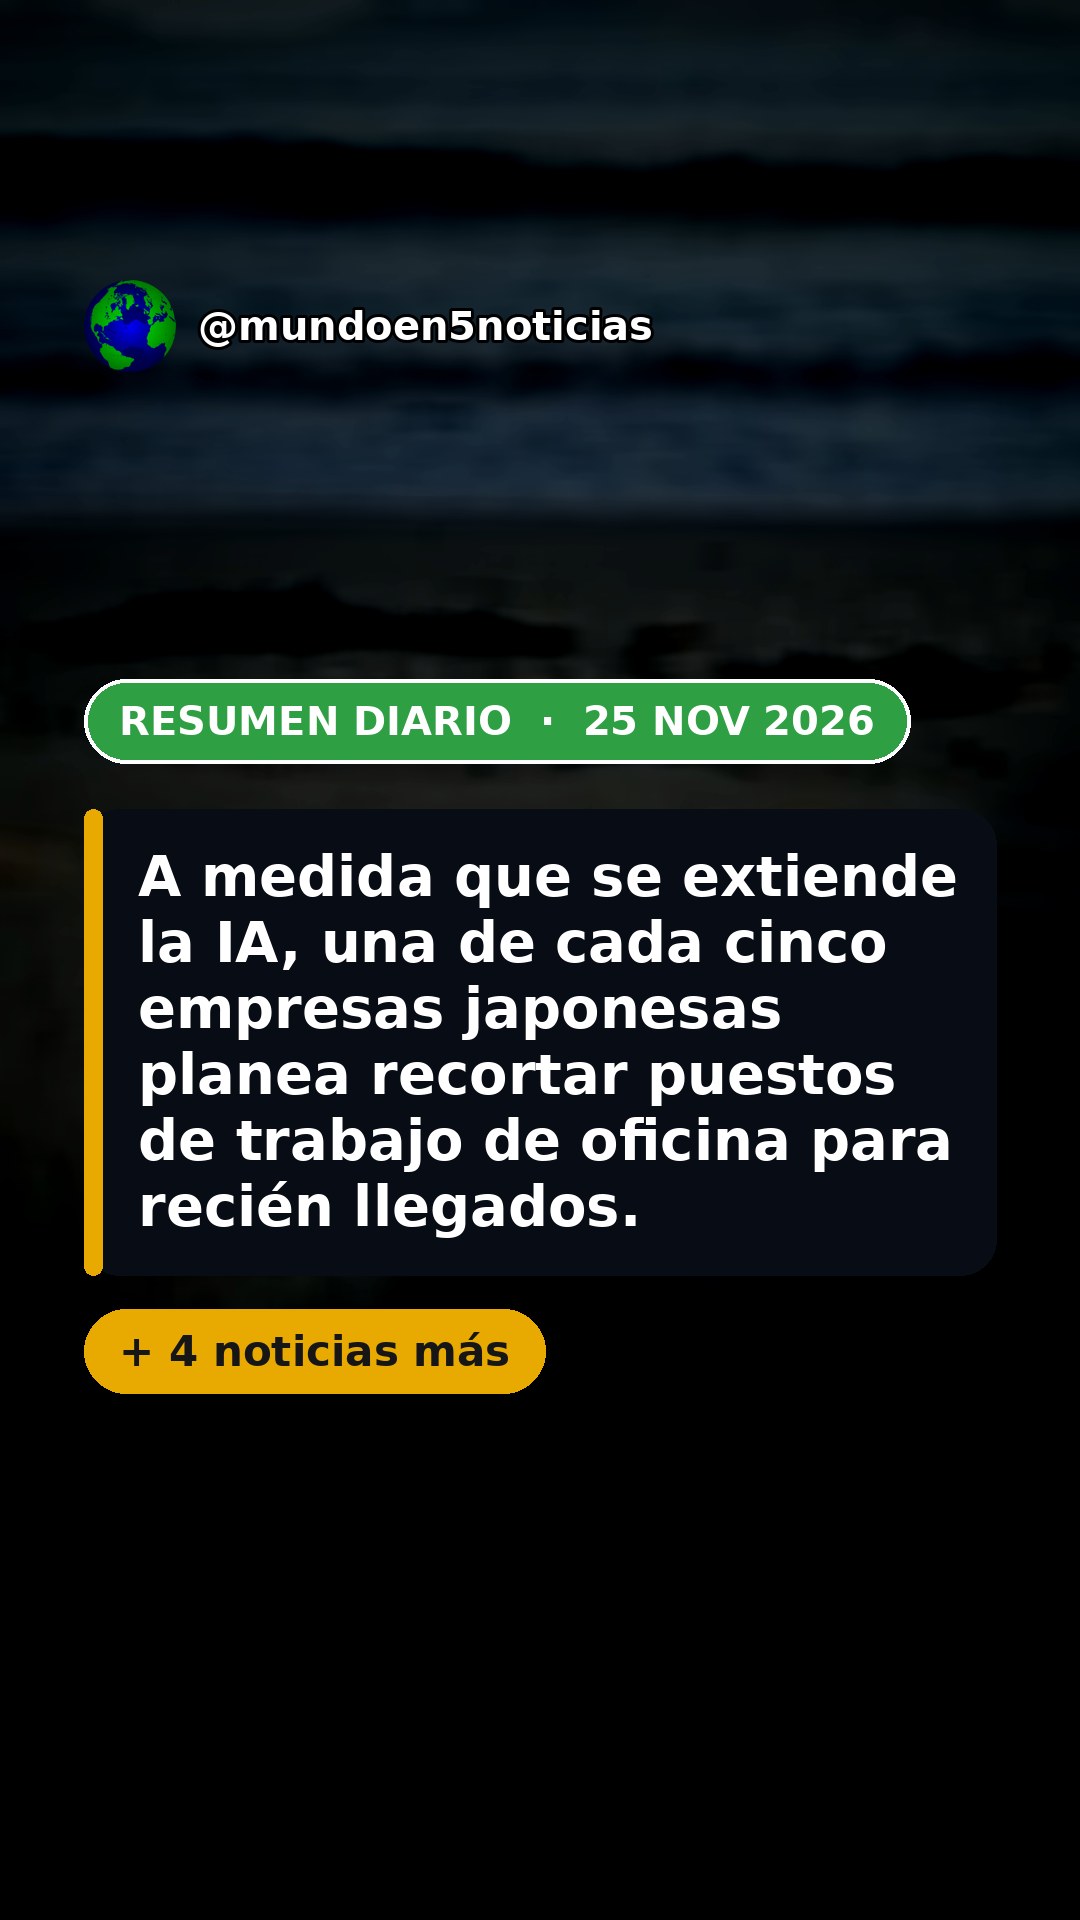 @mundoen5noticias
RESUMEN DIARIO · 25 NOV 2026
A medida que se extiende
la IA, una de cada cinco
empresas japonesas
planea recortar puestos
de trabajo de oficina para
recién llegados.
+ 4 noticias más